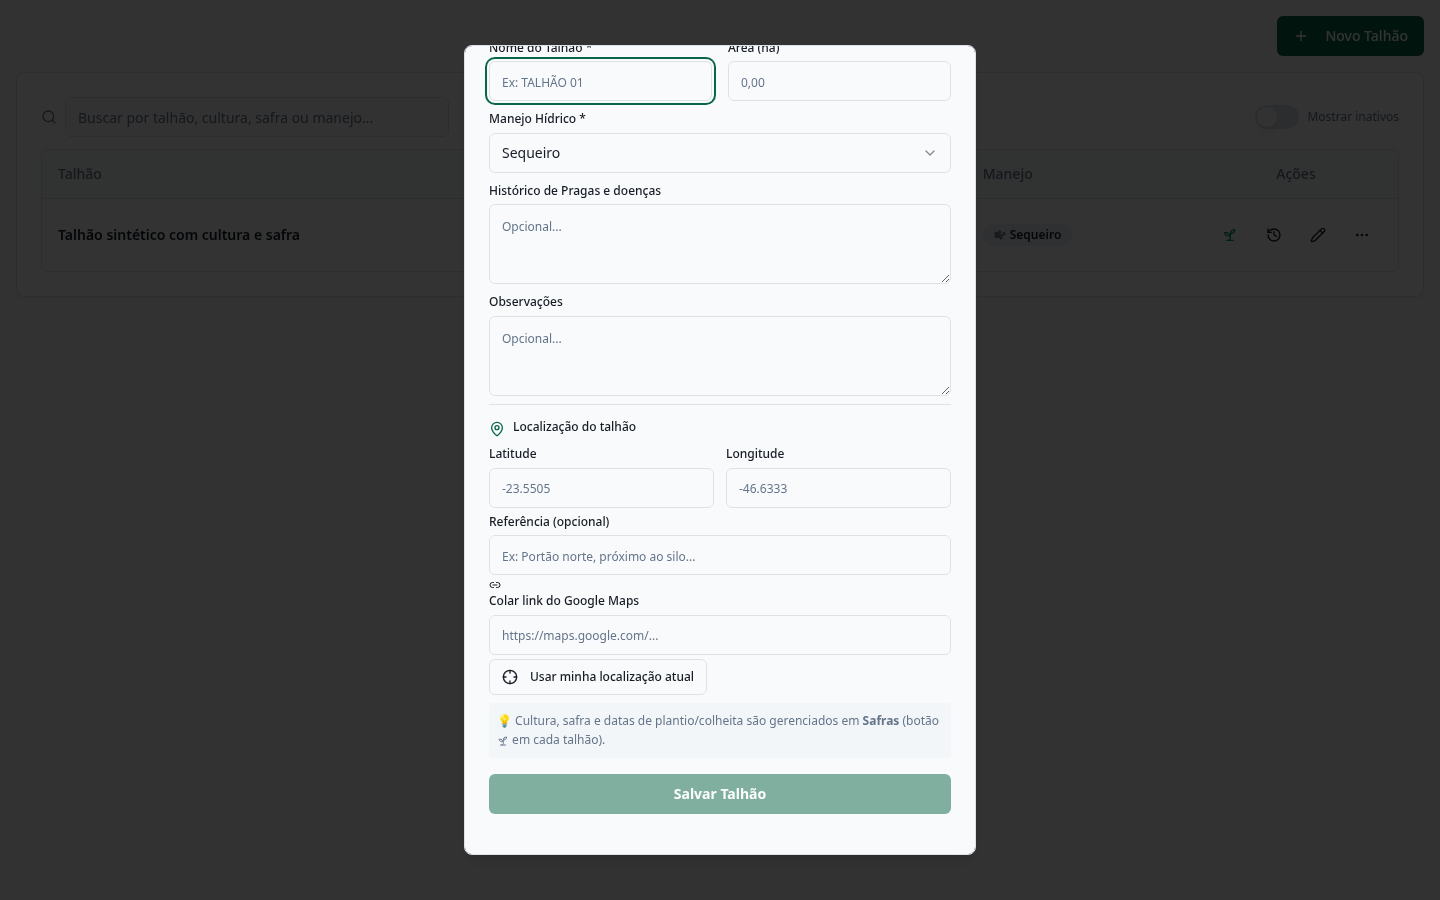 Novo Talhão
Buscar por talhão, cultura, safra ou manejo...
Mostrar inativos
Talhão
Manejo
Ações
Talhão sintético com cultura e safra
Sequeiro
Nome do Talhão *
Área (ha)
Ex: TALHÃO 01
0,00
Manejo Hídrico *
Sequeiro
Histórico de Pragas e doenças
Opcional...
Observações
Opcional...
Localização do talhão
Latitude
Longitude
-23.5505
-46.6333
Referência (opcional)
Ex: Portão norte, próximo ao silo...
Colar link do Google Maps
https://maps.google.com/...
Usar minha localização atual
💡 Cultura, safra e datas de plantio/colheita são gerenciados em Safras (botão
em cada talhão).
Salvar Talhão